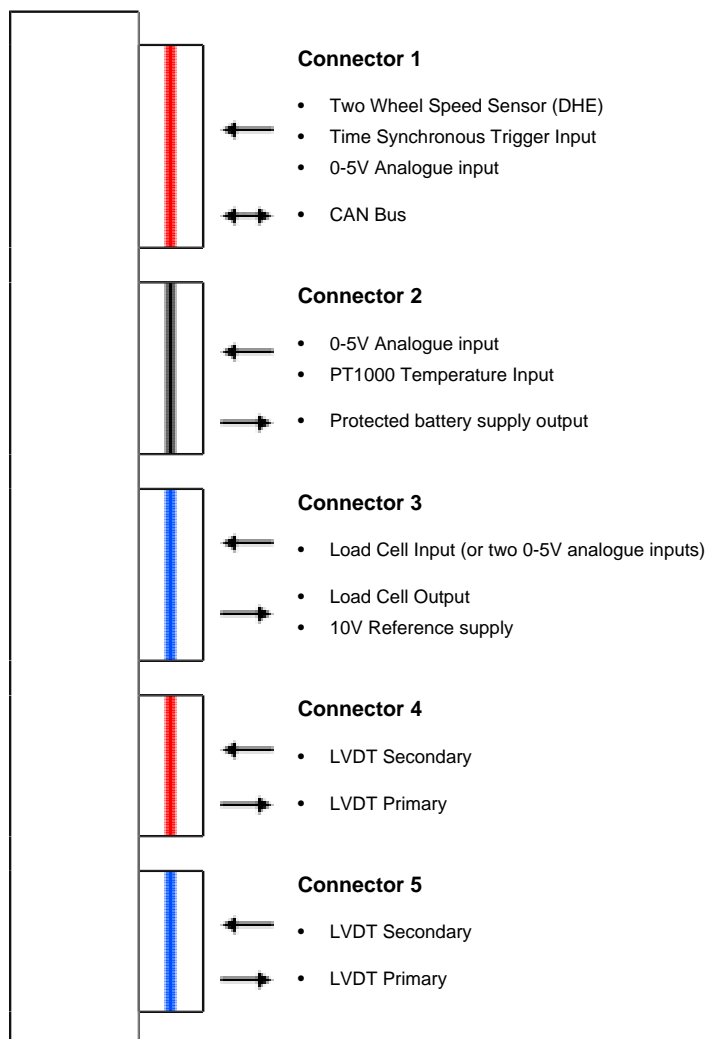 Connector 1
• Two Wheel Speed Sensor (DHE)
• Time Synchronous Trigger Input
• 0-5V Analogue input
• CAN Bus
Connector 2
• 0-5V Analogue input
• PT1000 Temperature Input
• Protected battery supply output
Connector 3
• Load Cell Input (or two 0-5V analogue inputs)
• Load Cell Output
• 10V Reference supply
Connector 4
• LVDT Secondary
• LVDT Primary
Connector 5
• LVDT Secondary
• LVDT Primary